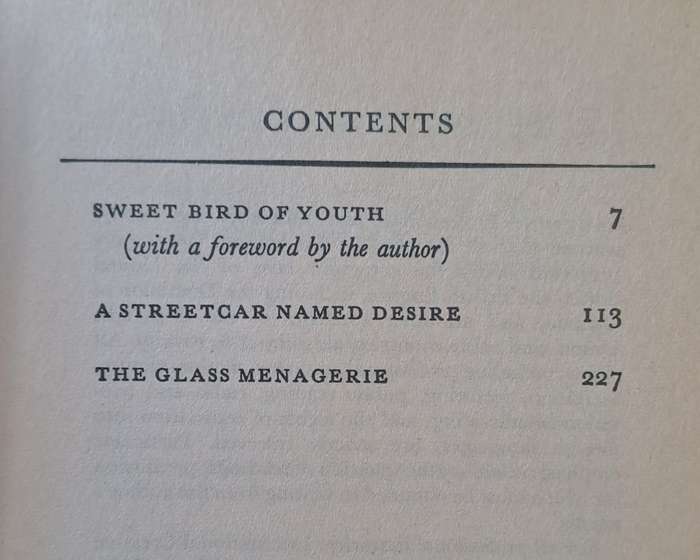 CONTENTS
SWEET BIRD OF YOUTH 7
(with a foreword by the author)
A STREETCAR NAMED DESIRE 113
THE GLASS MENAGERIE 227